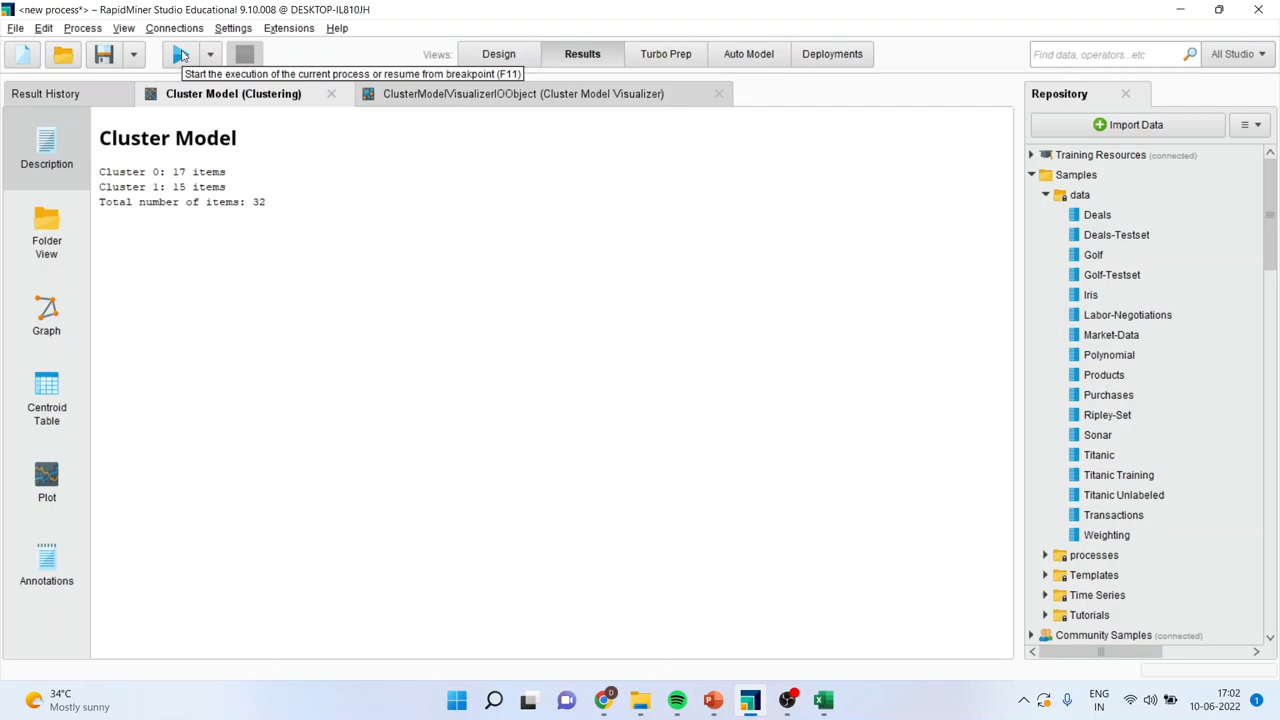 <new process*> – RapidMiner Studio Educational 9.10.008 @ DESKTOP-IL810JH
File Edit Process View Connections Settings Extensions Help
Views: Design Results Turbo Prep Auto Model Deployments
Find data, operators...etc All Studio
Start the execution of the current process or resume from breakpoint (F11)
Result History Cluster Model (Clustering) ClusterModelVisualizerIOObject (Cluster Model Visualizer)
Repository
Import Data
Description
Folder
View
Graph
Centroid
Table
Plot
Annotations
Cluster Model
Cluster 0: 17 items
Cluster 1: 15 items
Total number of items: 32
Training Resources (connected)
Samples
data
Deals
Deals-Testset
Golf
Golf-Testset
Iris
Labor-Negotiations
Market-Data
Polynomial
Products
Purchases
Ripley-Set
Sonar
Titanic
Titanic Training
Titanic Unlabeled
Transactions
Weighting
processes
Templates
Time Series
Tutorials
Community Samples (connected)
34°C
Mostly sunny
ENG
IN
17:02
10-06-2022
1